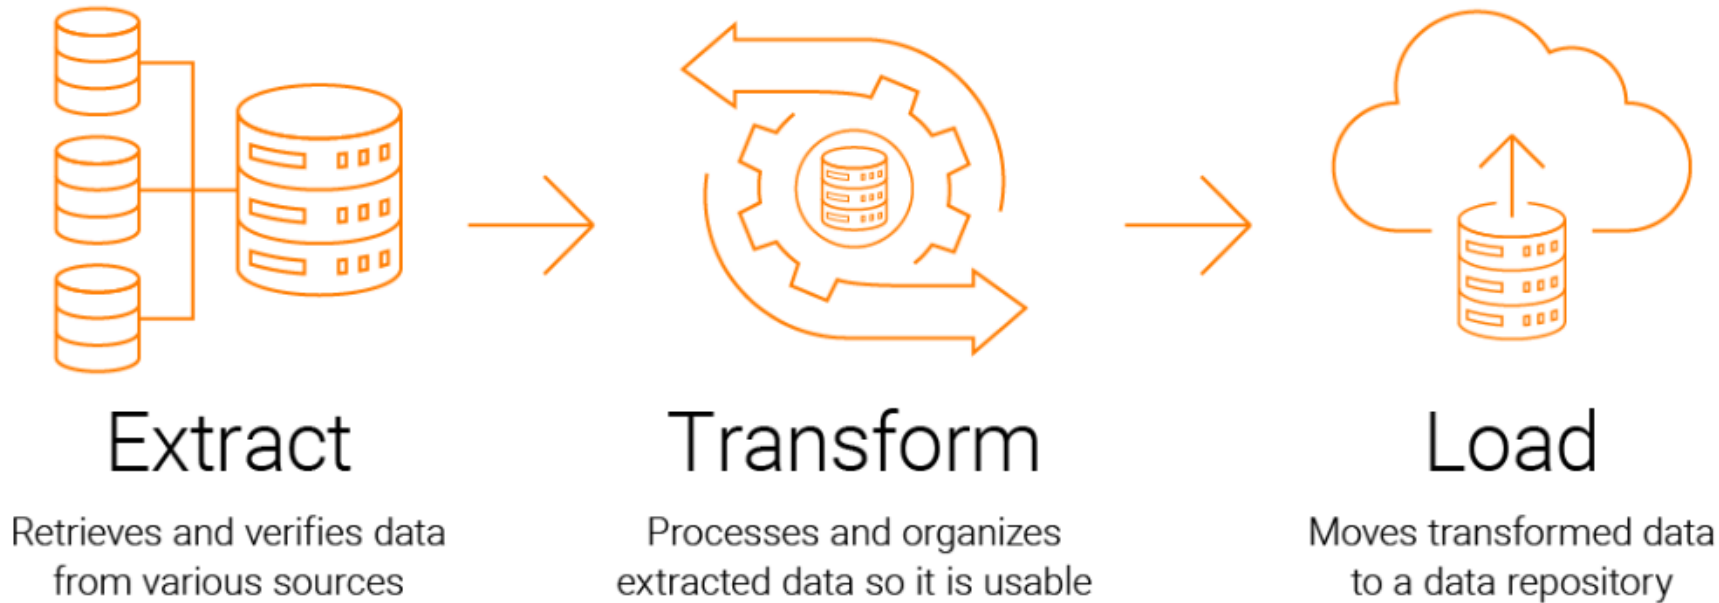 Extract
Retrieves and verifies data
from various sources
Transform
Processes and organizes
extracted data so it is usable
Load
Moves transformed data
to a data repository